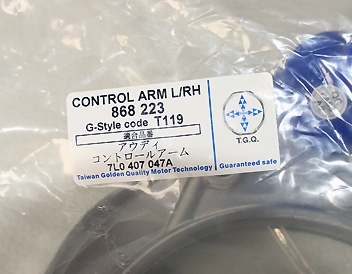 CONTROL ARM L/RH
868 223
G-Style code T119
適合品番
アウディ
コントロールアーム
7L0 407 047A
Taiwan Golden Quality Motor Technology
T.G.Q.
Guaranteed safe